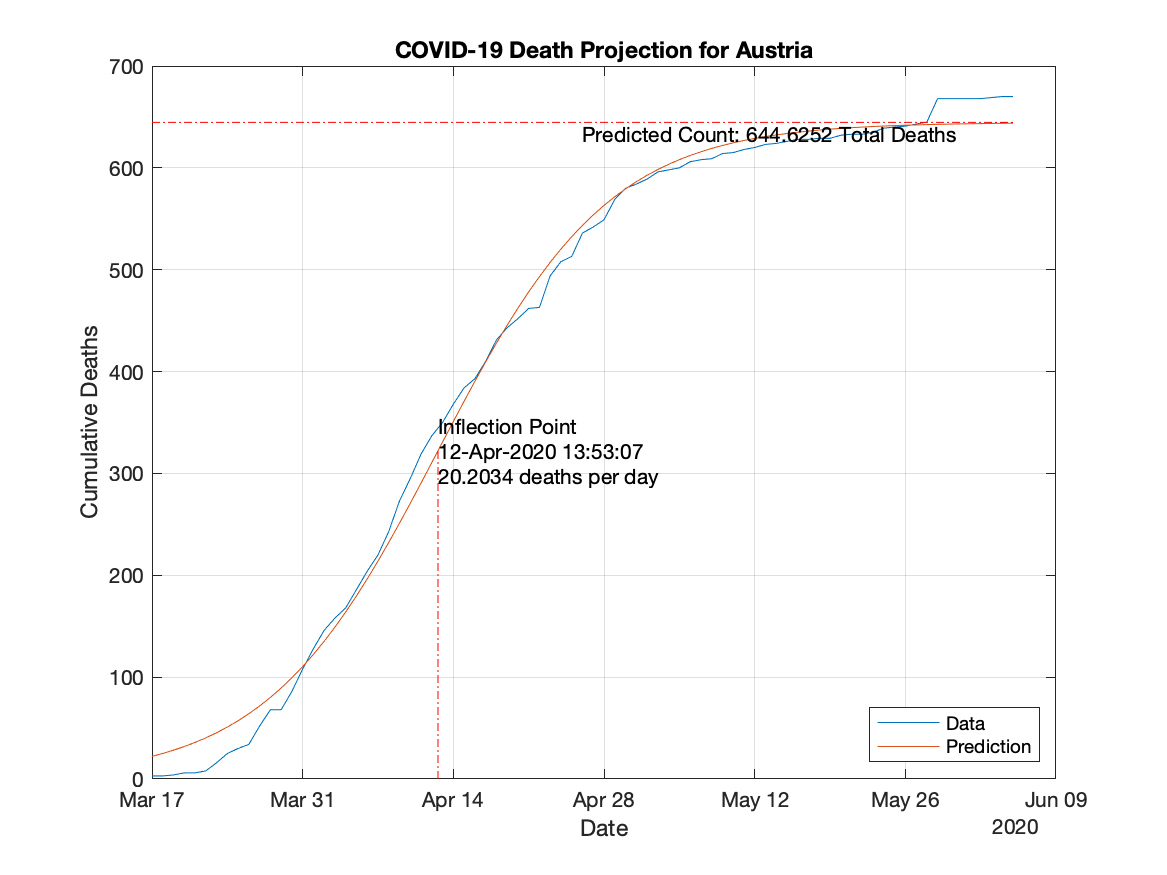 COVID-19 Death Projection for Austria
700
600
500
400
300
200
100
0
Cumulative Deaths
Predicted Count: 644.6252 Total Deaths
Inflection Point
12-Apr-2020 13:53:07
20.2034 deaths per day
Data
Prediction
Mar 17 Mar 31 Apr 14 Apr 28 May 12 May 26 Jun 09
Date
2020